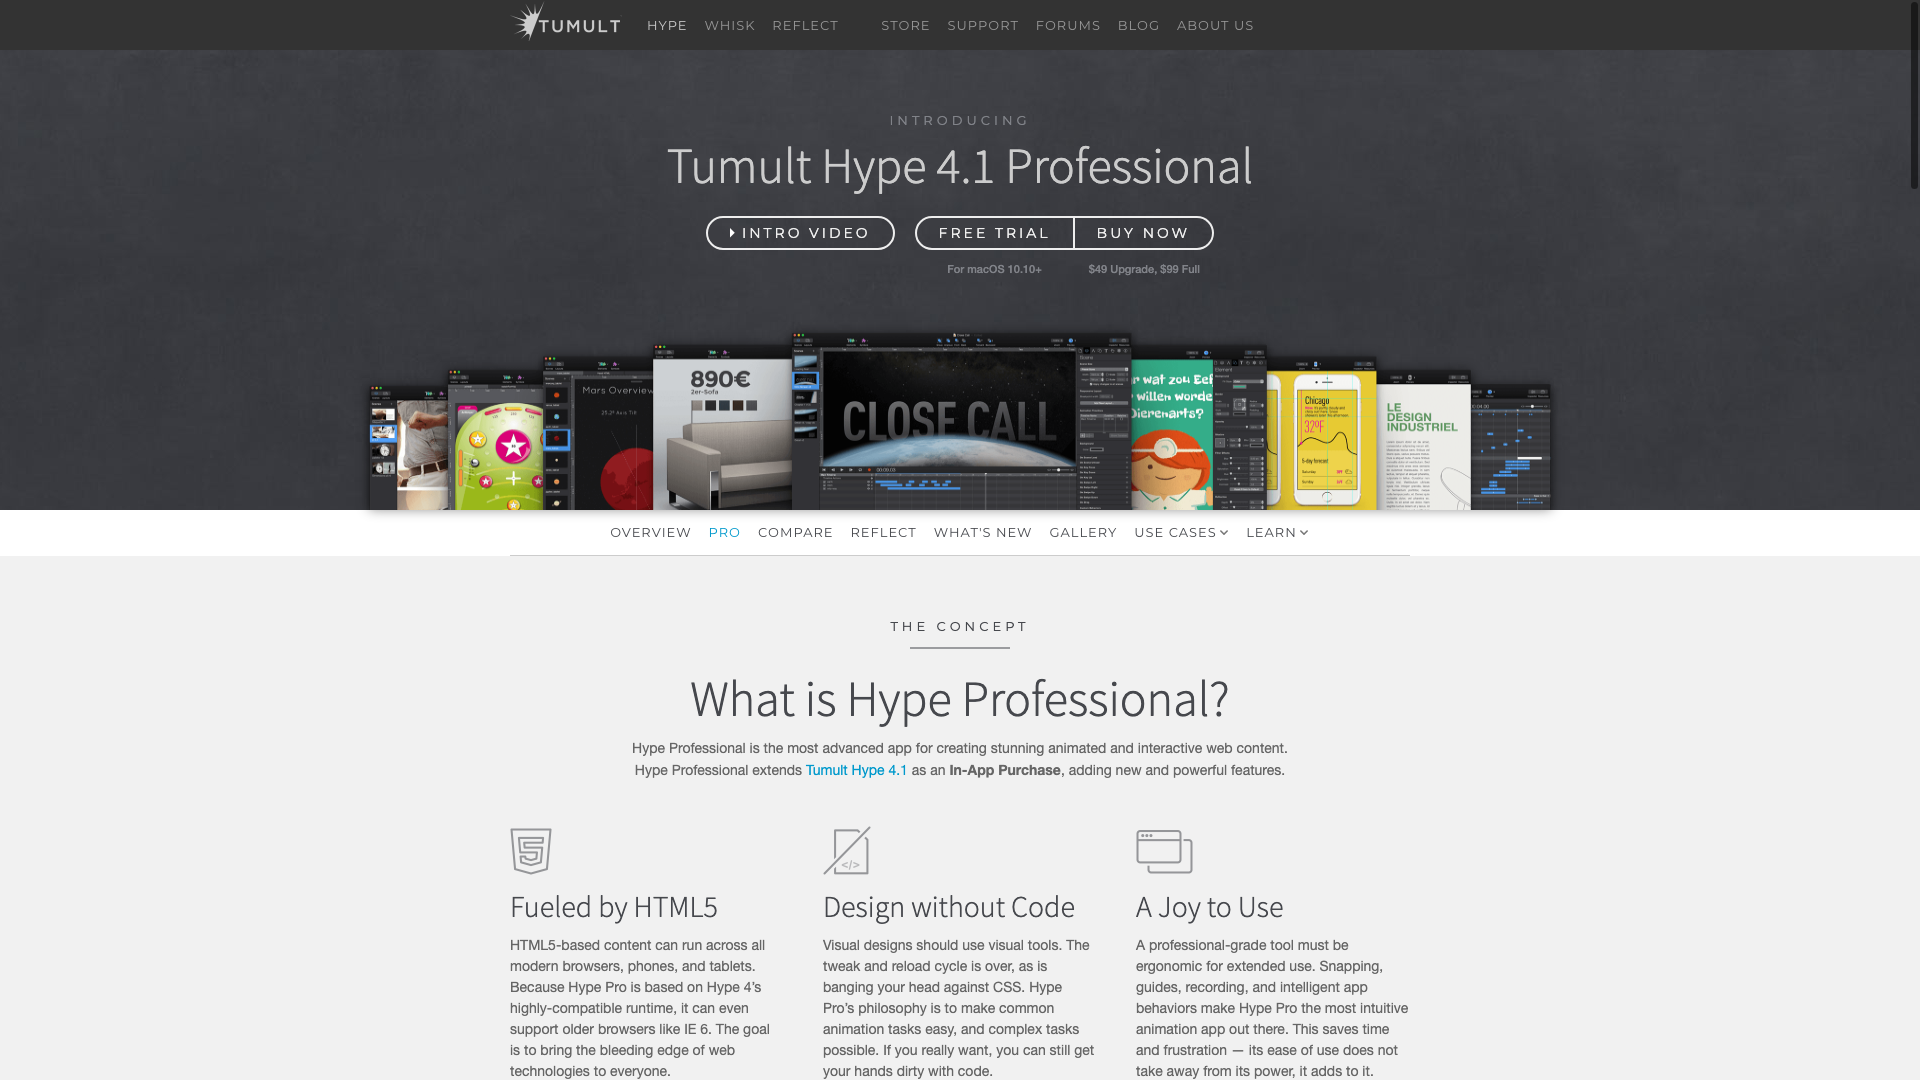 TUMULT
HYPE WHISK REFLECT STORE SUPPORT FORUMS BLOG ABOUT US
INTRODUCING
Tumult Hype 4.1 Professional
INTRO VIDEO
FREE TRIAL
BUY NOW
For macOS 10.10+
$49 Upgrade, $99 Full
Mars Overview
890€
2er-Sofa
CLOSE CALL
wat zou
willen
Dierenarts?
Chicago
32°F
5-day forecast
Saturday
Sunday
LE
DESIGN
INDUSTRIEL
OVERVIEW PRO COMPARE REFLECT WHAT'S NEW GALLERY USE CASES LEARN
THE CONCEPT
What is Hype Professional?
Hype Professional is the most advanced app for creating stunning animated and interactive web content.
Hype Professional extends Tumult Hype 4.1 as an In-App Purchase, adding new and powerful features.
</>
Fueled by HTML5
HTML5-based content can run across all
modern browsers, phones, and tablets.
Because Hype Pro is based on Hype 4’s
highly-compatible runtime, it can even
support older browsers like IE 6. The goal
is to bring the bleeding edge of web
technologies to everyone.
Design without Code
Visual designs should use visual tools. The
tweak and reload cycle is over, as is
banging your head against CSS. Hype
Pro’s philosophy is to make common
animation tasks easy, and complex tasks
possible. If you really want, you can still get
your hands dirty with code.
A Joy to Use
A professional-grade tool must be
ergonomic for extended use. Snapping,
guides, recording, and intelligent app
behaviors make Hype Pro the most intuitive
animation app out there. This saves time
and frustration — its ease of use does not
take away from its power, it adds to it.